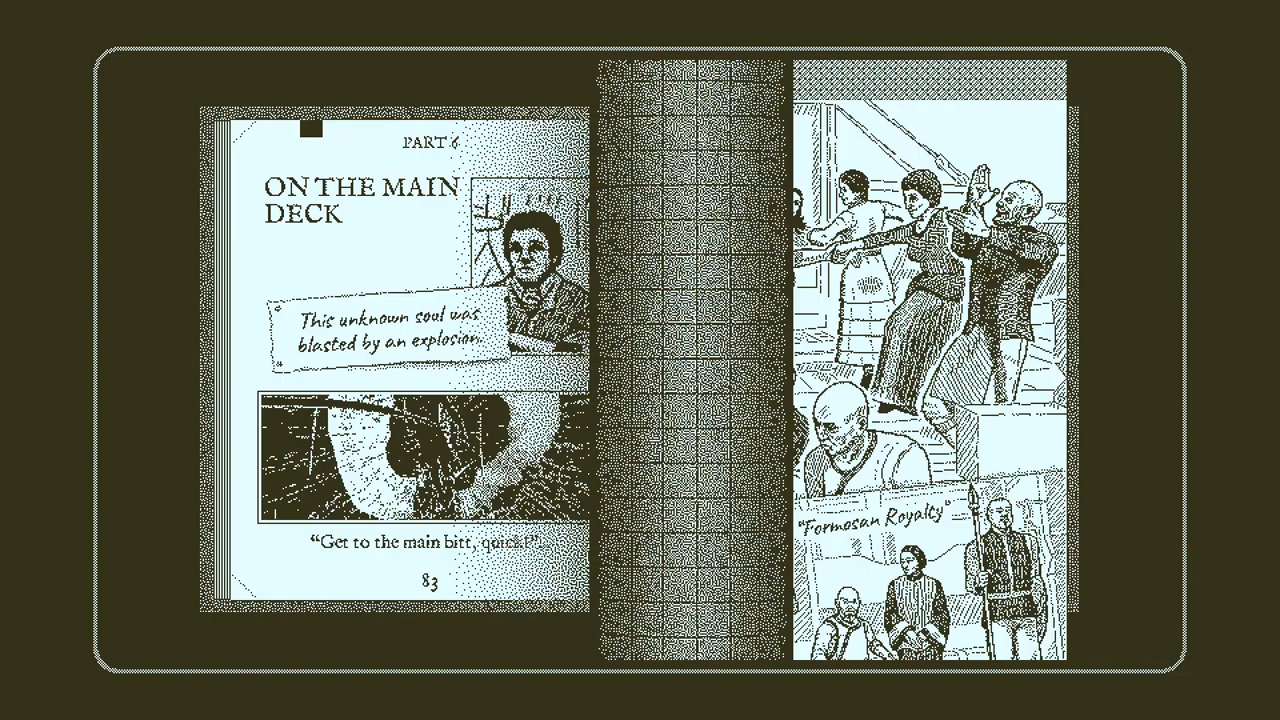 PART 6
ON THE MAIN
DECK
This unknown soul was
blasted by an explosion.
“Get to the main bitt, quick!”
83
“Formosan Royalty”